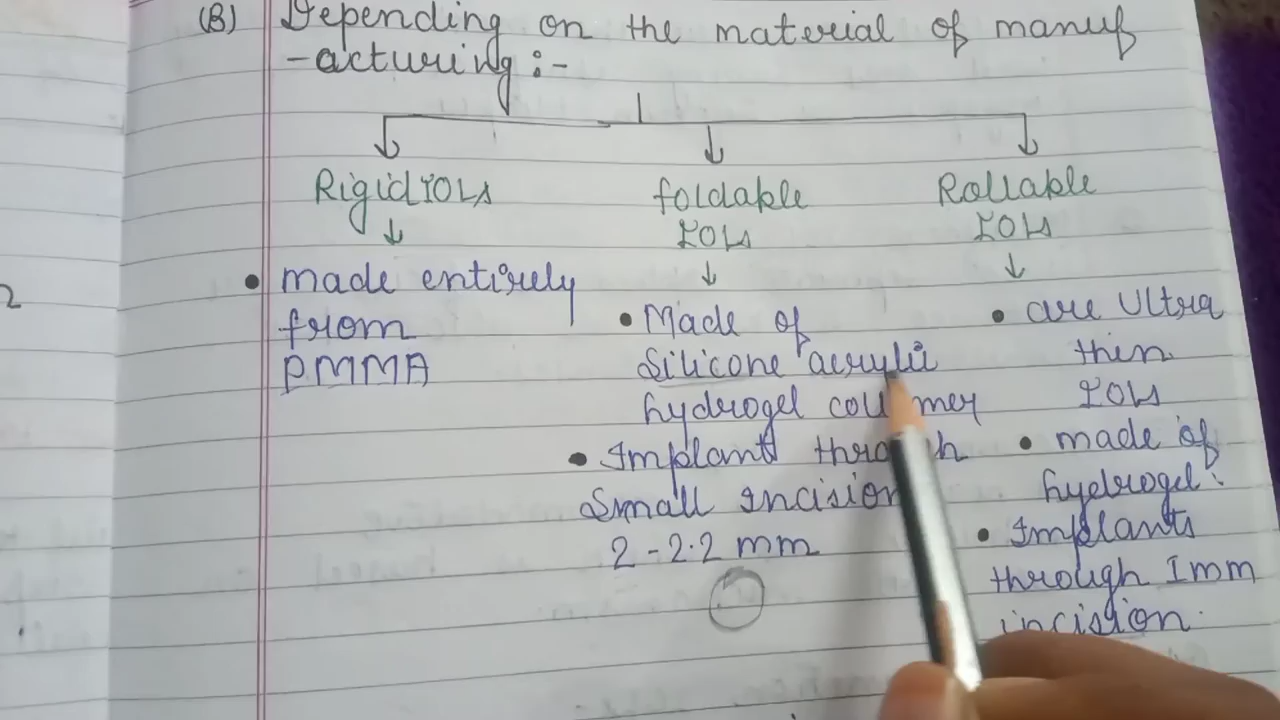 (B) Depending on the material of manuf
-acturing :-
Rigid IOLs
↓
• made entirely
from
PMMA
foldable
IOLs
↓
• Made of
Silicone acrylic
hydrogel
• Implant through
Small incision
2-2.2 mm
Rollable
IOLs
↓
• are Ultra
thin
IOLs
• made of
hydrogel.
• Implants
through 1mm
incision.
2